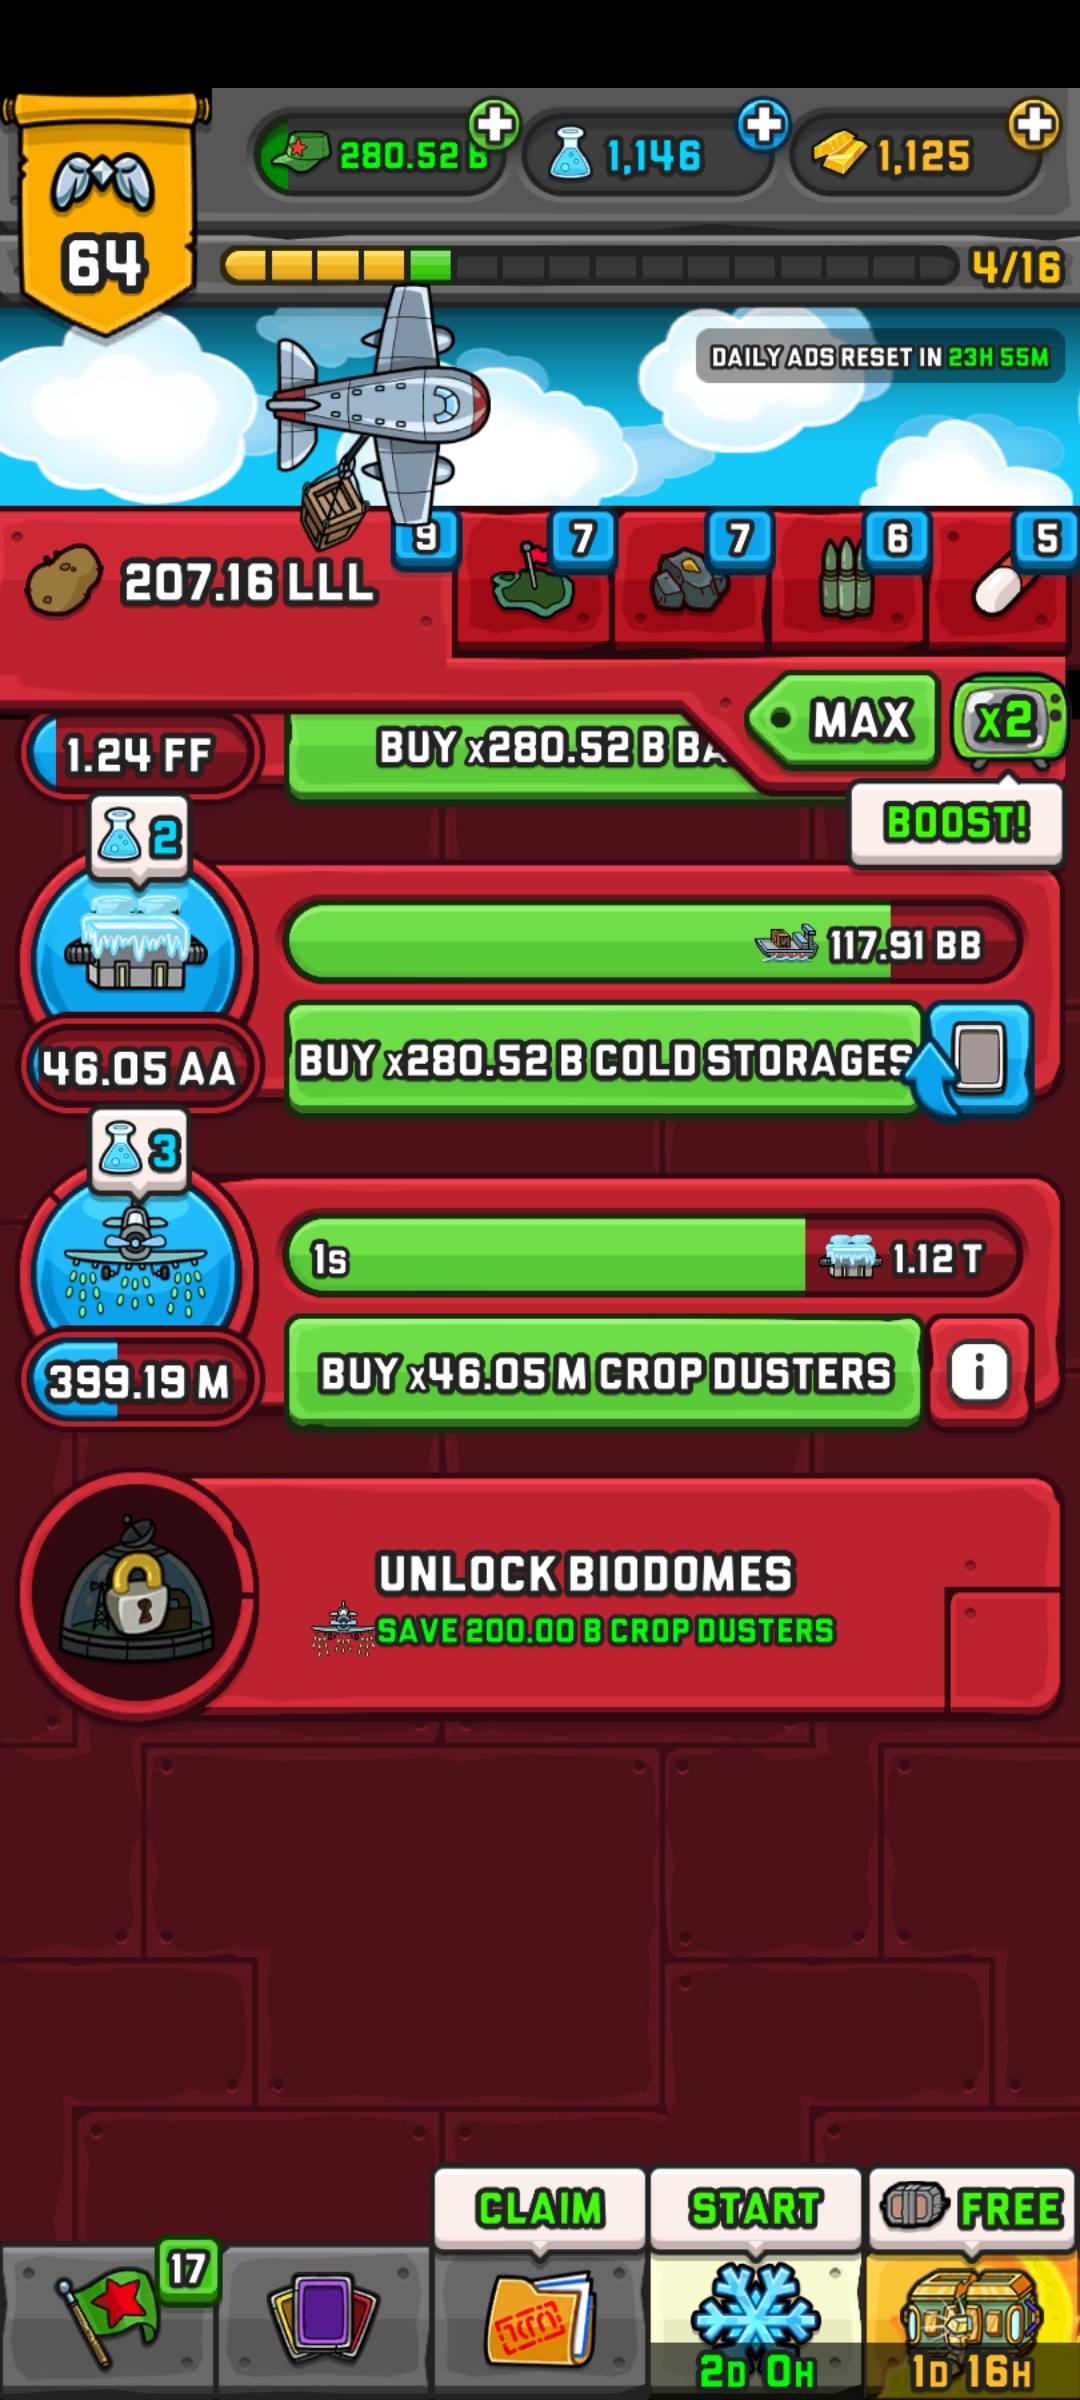 280.52 B
1,146
1,125
64
4/16
DAILY ADS RESET IN 23H 55M
207.16 LLL
9
7
7
6
5
MAX
x2
1.24 FF
BUY x280.52 B BA
BOOST!
2
117.91 BB
46.05 AA
BUY x280.52 B COLD STORAGES
3
1s
1.12 T
399.19 M
BUY x46.05 M CROP DUSTERS
i
UNLOCK BIODOMES
SAVE 200.00 B CROP DUSTERS
CLAIM
START
FREE
17
2D 0H
1D 16H